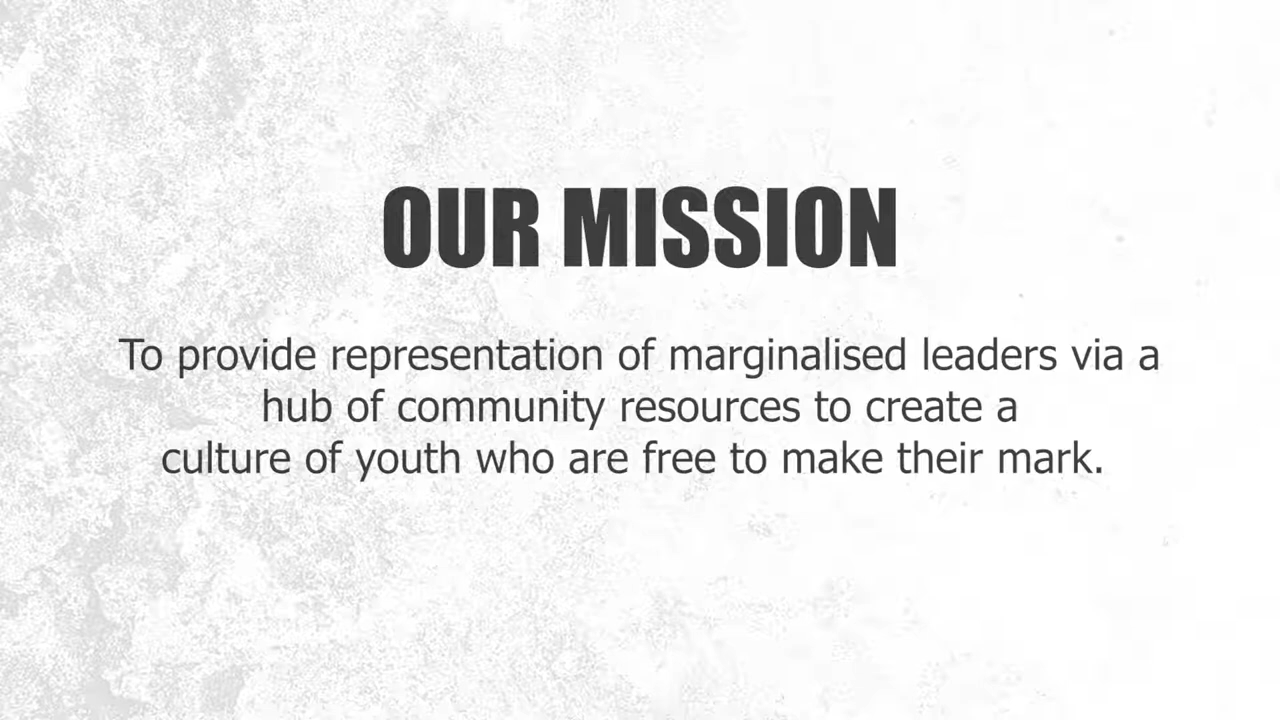 OUR MISSION
To provide representation of marginalised leaders via a
hub of community resources to create a
culture of youth who are free to make their mark.